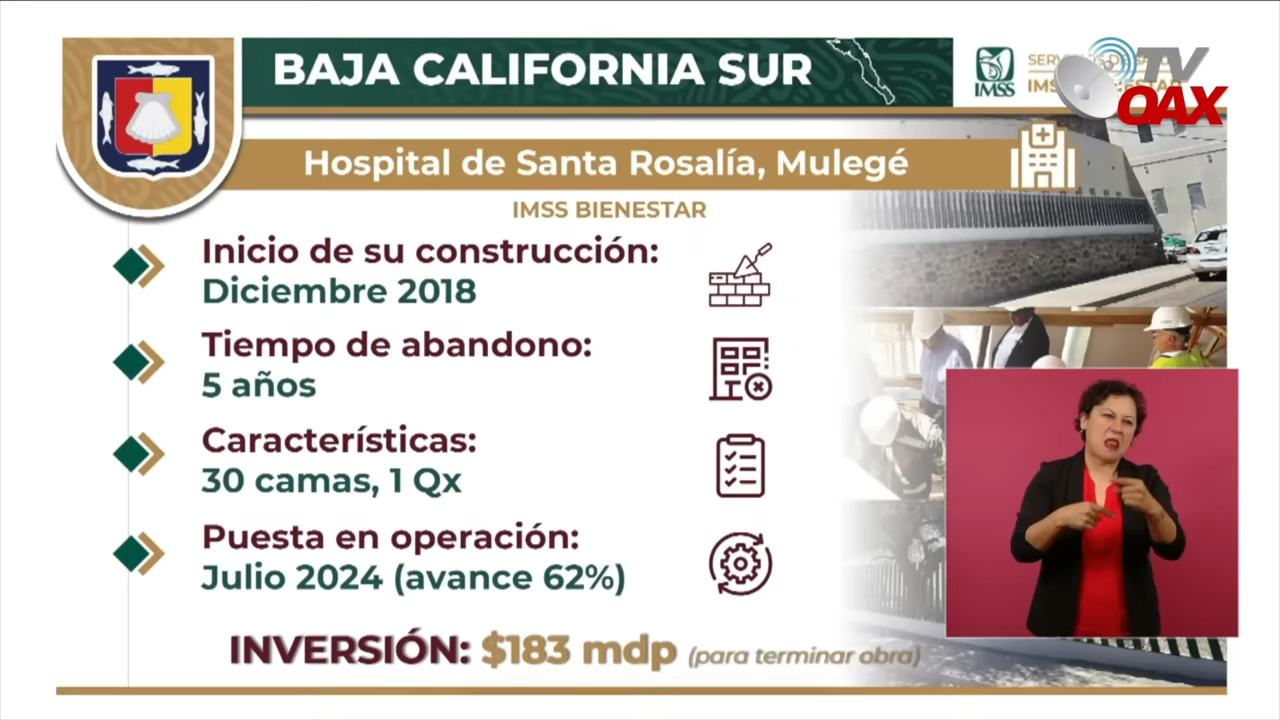 BAJA CALIFORNIA SUR
IMSS
TV
OAX
Hospital de Santa Rosalía, Mulegé
IMSS BIENESTAR
Inicio de su construcción:
Diciembre 2018
Tiempo de abandono:
5 años
Características:
30 camas, 1 Qx
Puesta en operación:
Julio 2024 (avance 62%)
INVERSIÓN: $183 mdp (para terminar obra)